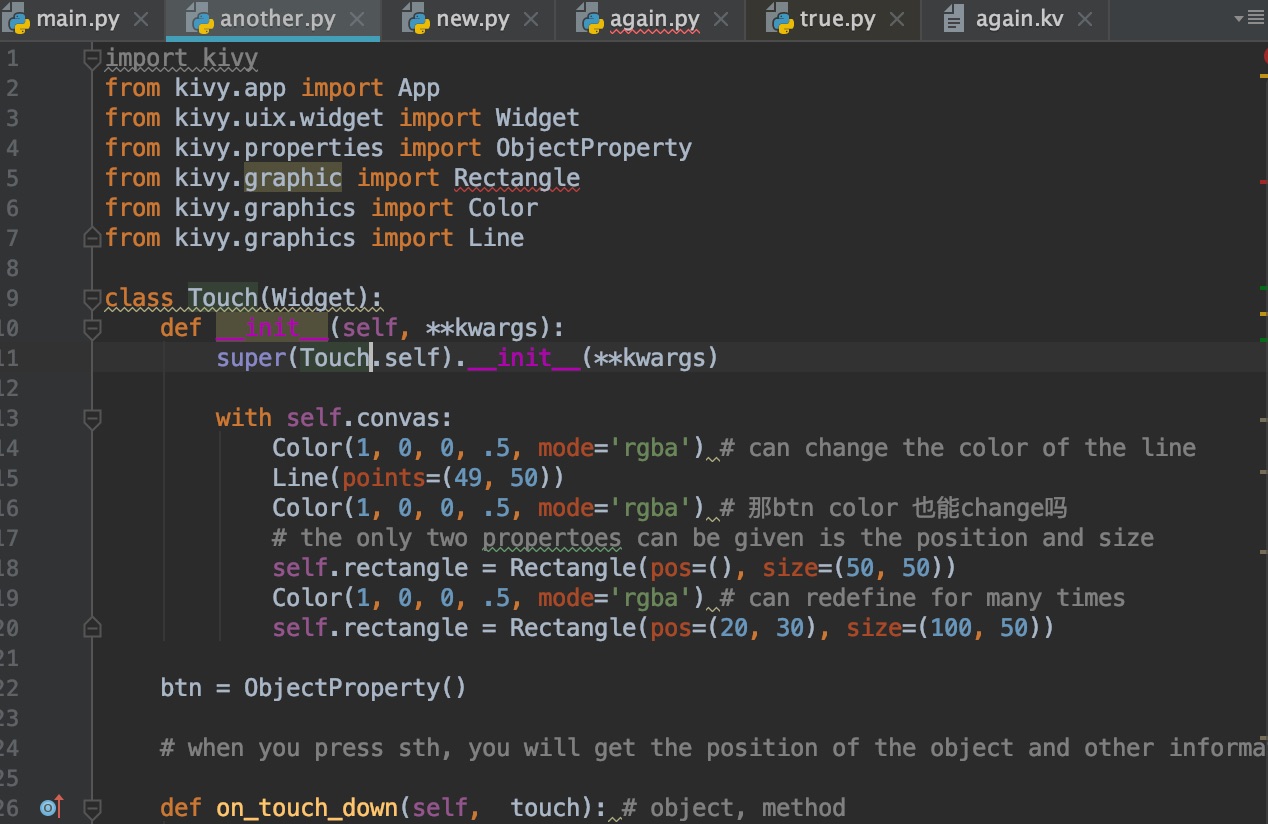 main.py another.py new.py again.py true.py again.kv
1 import kivy
2 from kivy.app import App
3 from kivy.uix.widget import Widget
4 from kivy.properties import ObjectProperty
5 from kivy.graphic import Rectangle
6 from kivy.graphics import Color
7 from kivy.graphics import Line
8
9 class Touch(Widget):
10 def __init__(self, **kwargs):
11 super(Touch.self).__init__(**kwargs)
12
13 with self.convas:
14 Color(1, 0, 0, .5, mode='rgba') # can change the color of the line
15 Line(points=(49, 50))
16 Color(1, 0, 0, .5, mode='rgba') # 那btn color 也能change吗
17 # the only two propertoes can be given is the position and size
18 self.rectangle = Rectangle(pos=(), size=(50, 50))
19 Color(1, 0, 0, .5, mode='rgba') # can redefine for many times
20 self.rectangle = Rectangle(pos=(20, 30), size=(100, 50))
21
22 btn = ObjectProperty()
23
24 # when you press sth, you will get the position of the object and other informa
25
26 def on_touch_down(self, touch): # object, method